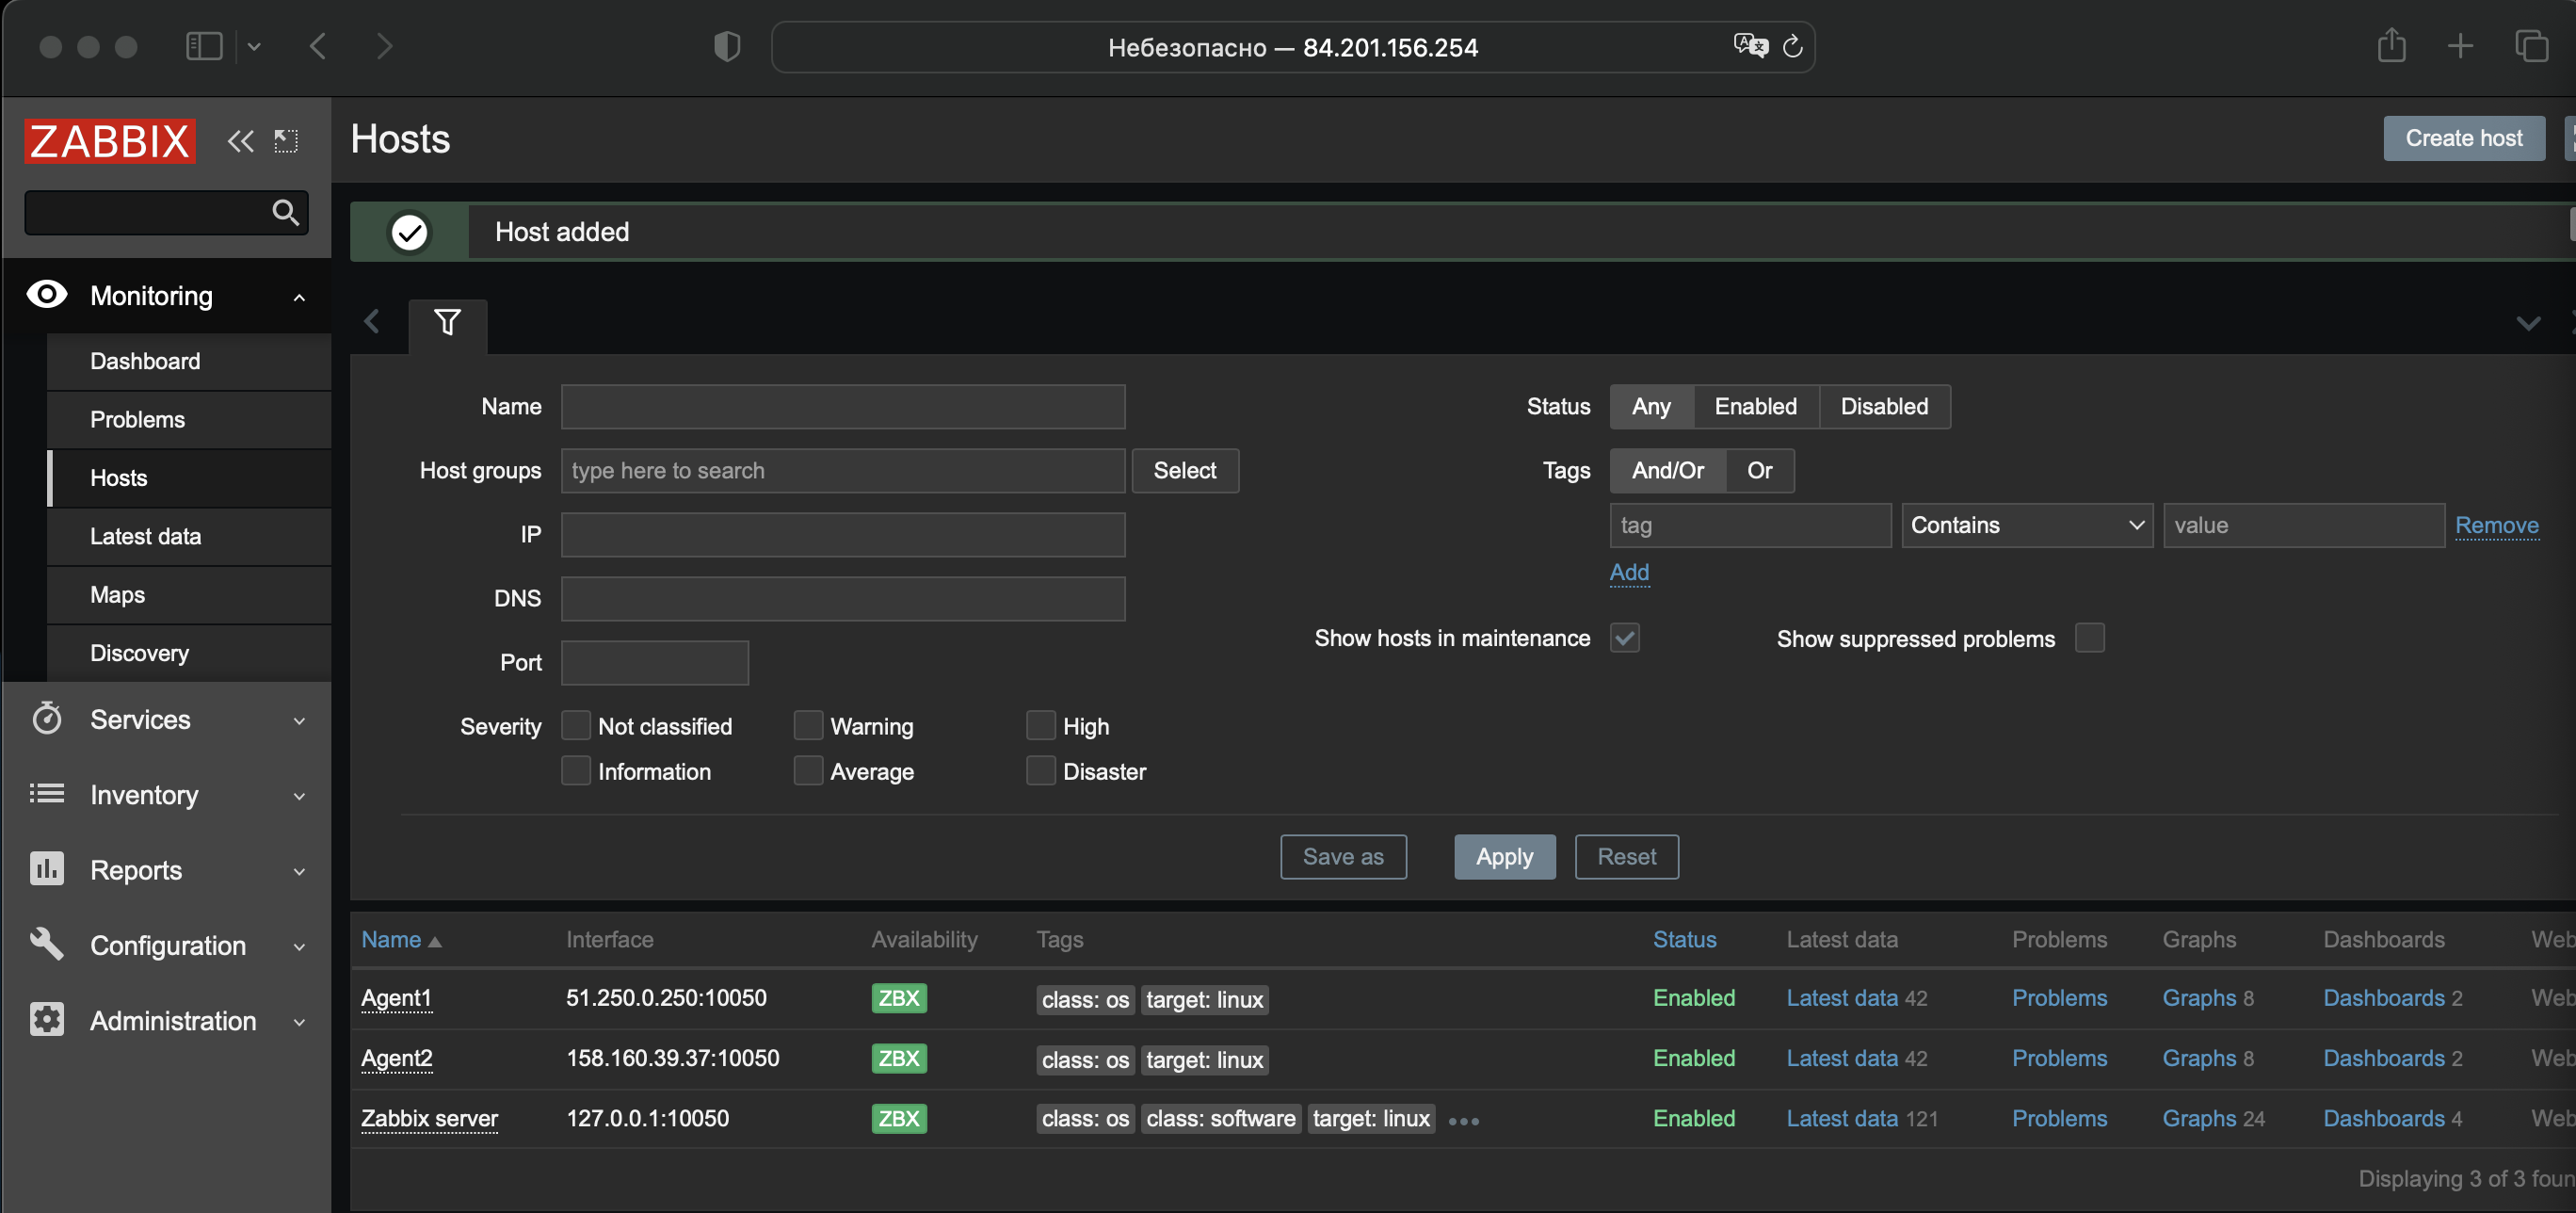 Небезопасно — 84.201.156.254
ZABBIX
Hosts
Create host
Host added
Monitoring
Dashboard
Problems
Hosts
Latest data
Maps
Discovery
Services
Inventory
Reports
Configuration
Administration
Name
Status Any Enabled Disabled
Host groups type here to search Select
Tags And/Or Or
IP
tag Contains value Remove
Add
DNS
Show hosts in maintenance Show suppressed problems
Port
Severity Not classified Warning High
Information Average Disaster
Save as Apply Reset
Name Interface Availability Tags Status Latest data Problems Graphs Dashboards Web
Agent1 51.250.0.250:10050 ZBX class: os target: linux Enabled Latest data 42 Problems Graphs 8 Dashboards 2 Web
Agent2 158.160.39.37:10050 ZBX class: os target: linux Enabled Latest data 42 Problems Graphs 8 Dashboards 2 Web
Zabbix server 127.0.0.1:10050 ZBX class: os class: software target: linux ••• Enabled Latest data 121 Problems Graphs 24 Dashboards 4 Web
Displaying 3 of 3 foun